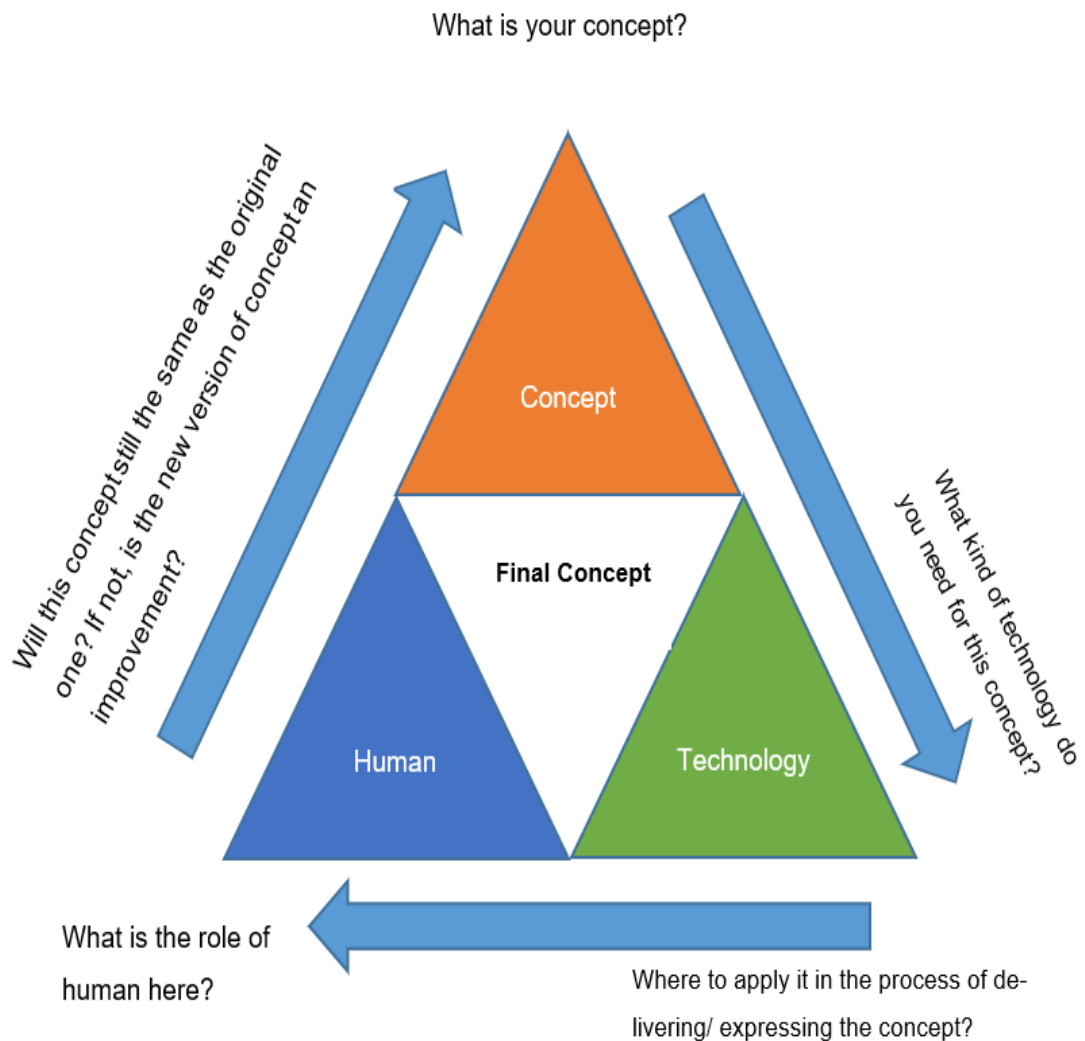 What is your concept?
Will this concept still the same as the original
one? If not, is the new version of conceptan
improvement?
What kind of technology do
you need for this concept?
Concept
Final Concept
Human
Technology
What is the role of
human here?
Where to apply it in the process of de-
livering/ expressing the concept?